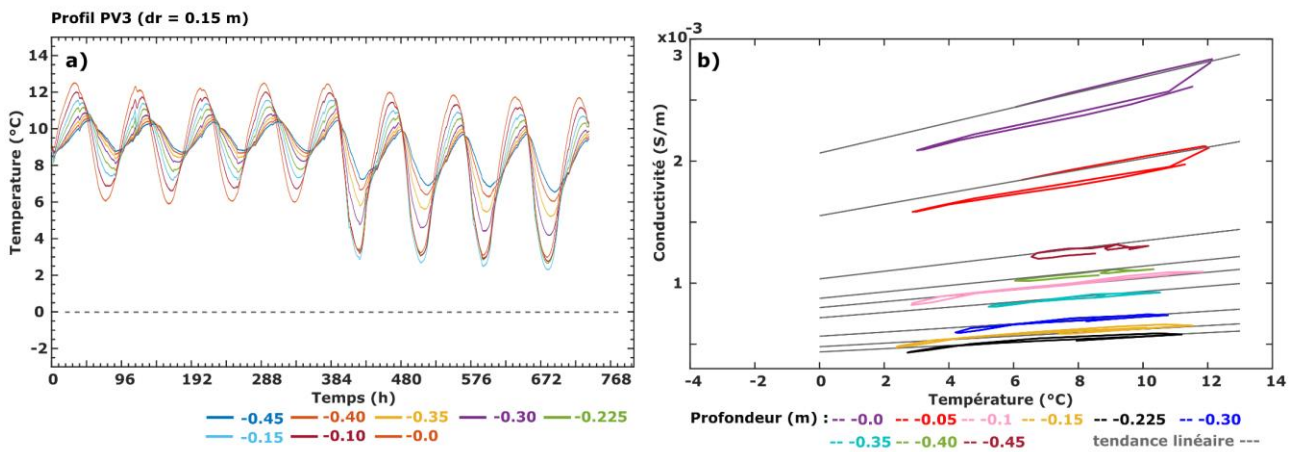 Profil PV3 (dr = 0.15 m)
a)
Temperature (°C)
14
12
10
8
6
4
2
0
-2
0 96 192 288 384 480 576 672 768
Temps (h)
-0.45 -0.40 -0.35 -0.30 -0.225
-0.15 -0.10 -0.0
x10-3
b)
Conductivité (S/m)
3
2
1
-4 -2 0 2 4 6 8 10 12 14
Température (°C)
Profondeur (m) : -0.0 -0.05 -0.1 -0.15 -0.225 -0.30
-0.35 -0.40 -0.45 tendance linéaire ---